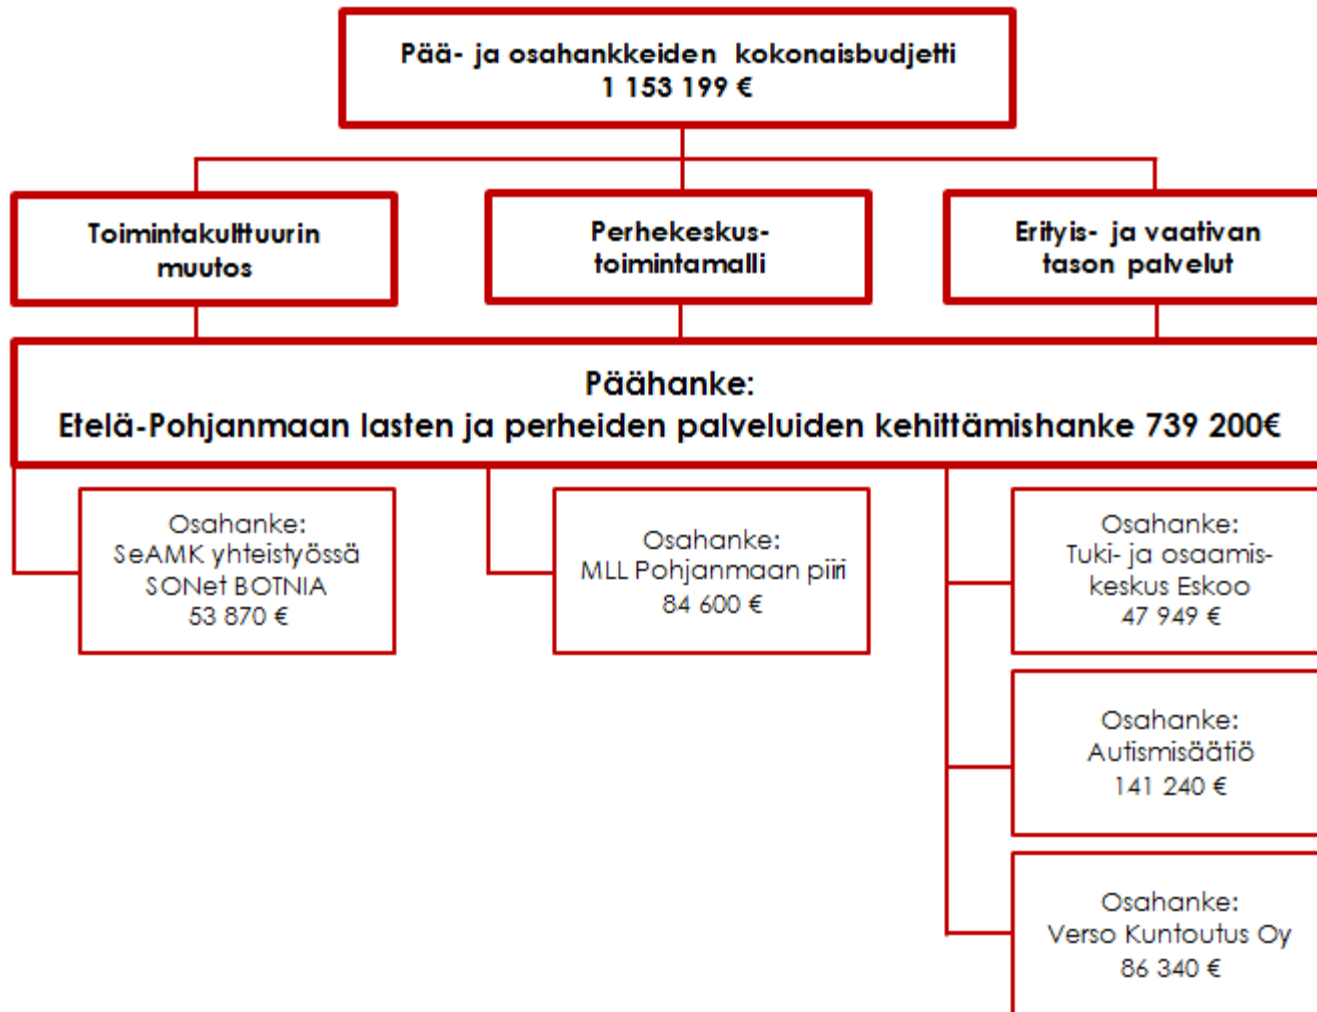 Pää- ja osahankkeiden kokonaisbudjetti
1 153 199 €
Toimintakulttuurin
muutos
Perhekeskus-
toimintamalli
Erityis- ja vaativan
tason palvelut
Päähanke:
Etelä-Pohjanmaan lasten ja perheiden palveluiden kehittämishanke 739 200€
Osahanke:
SeAMK yhteistyössä
SONet BOTNIA
53 870 €
Osahanke:
MLL Pohjanmaan piiri
84 600 €
Osahanke:
Tuki- ja osaamis-
keskus Eskoo
47 949 €
Osahanke:
Autismisäätiö
141 240 €
Osahanke:
Verso Kuntoutus Oy
86 340 €